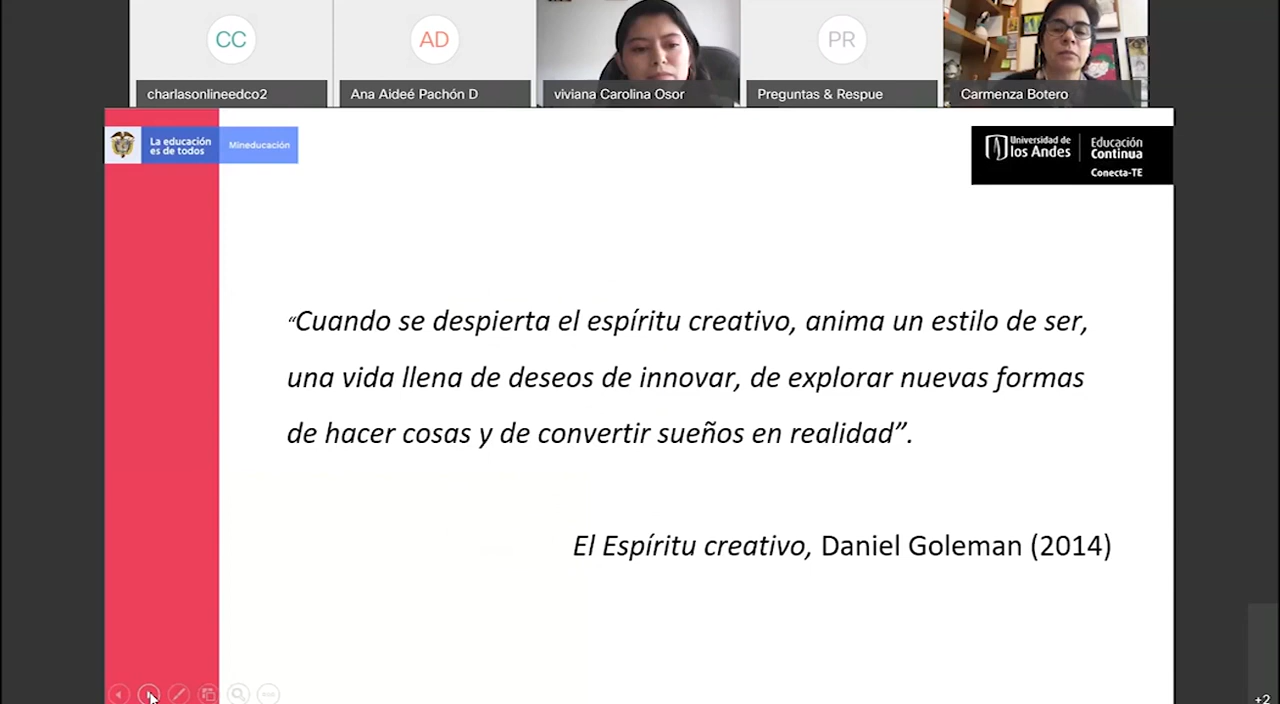 CC
AD
PR
charlasonlineedco2
Ana Aideé Pachón D
viviana Carolina Osor
Preguntas & Respue
Carmenza Botero
La educación
es de todos
Mineducación
Universidad de
los Andes
Educación
Continua
Conecta-TE
“Cuando se despierta el espíritu creativo, anima un estilo de ser,
una vida llena de deseos de innovar, de explorar nuevas formas
de hacer cosas y de convertir sueños en realidad”.
El Espíritu creativo, Daniel Goleman (2014)
+2